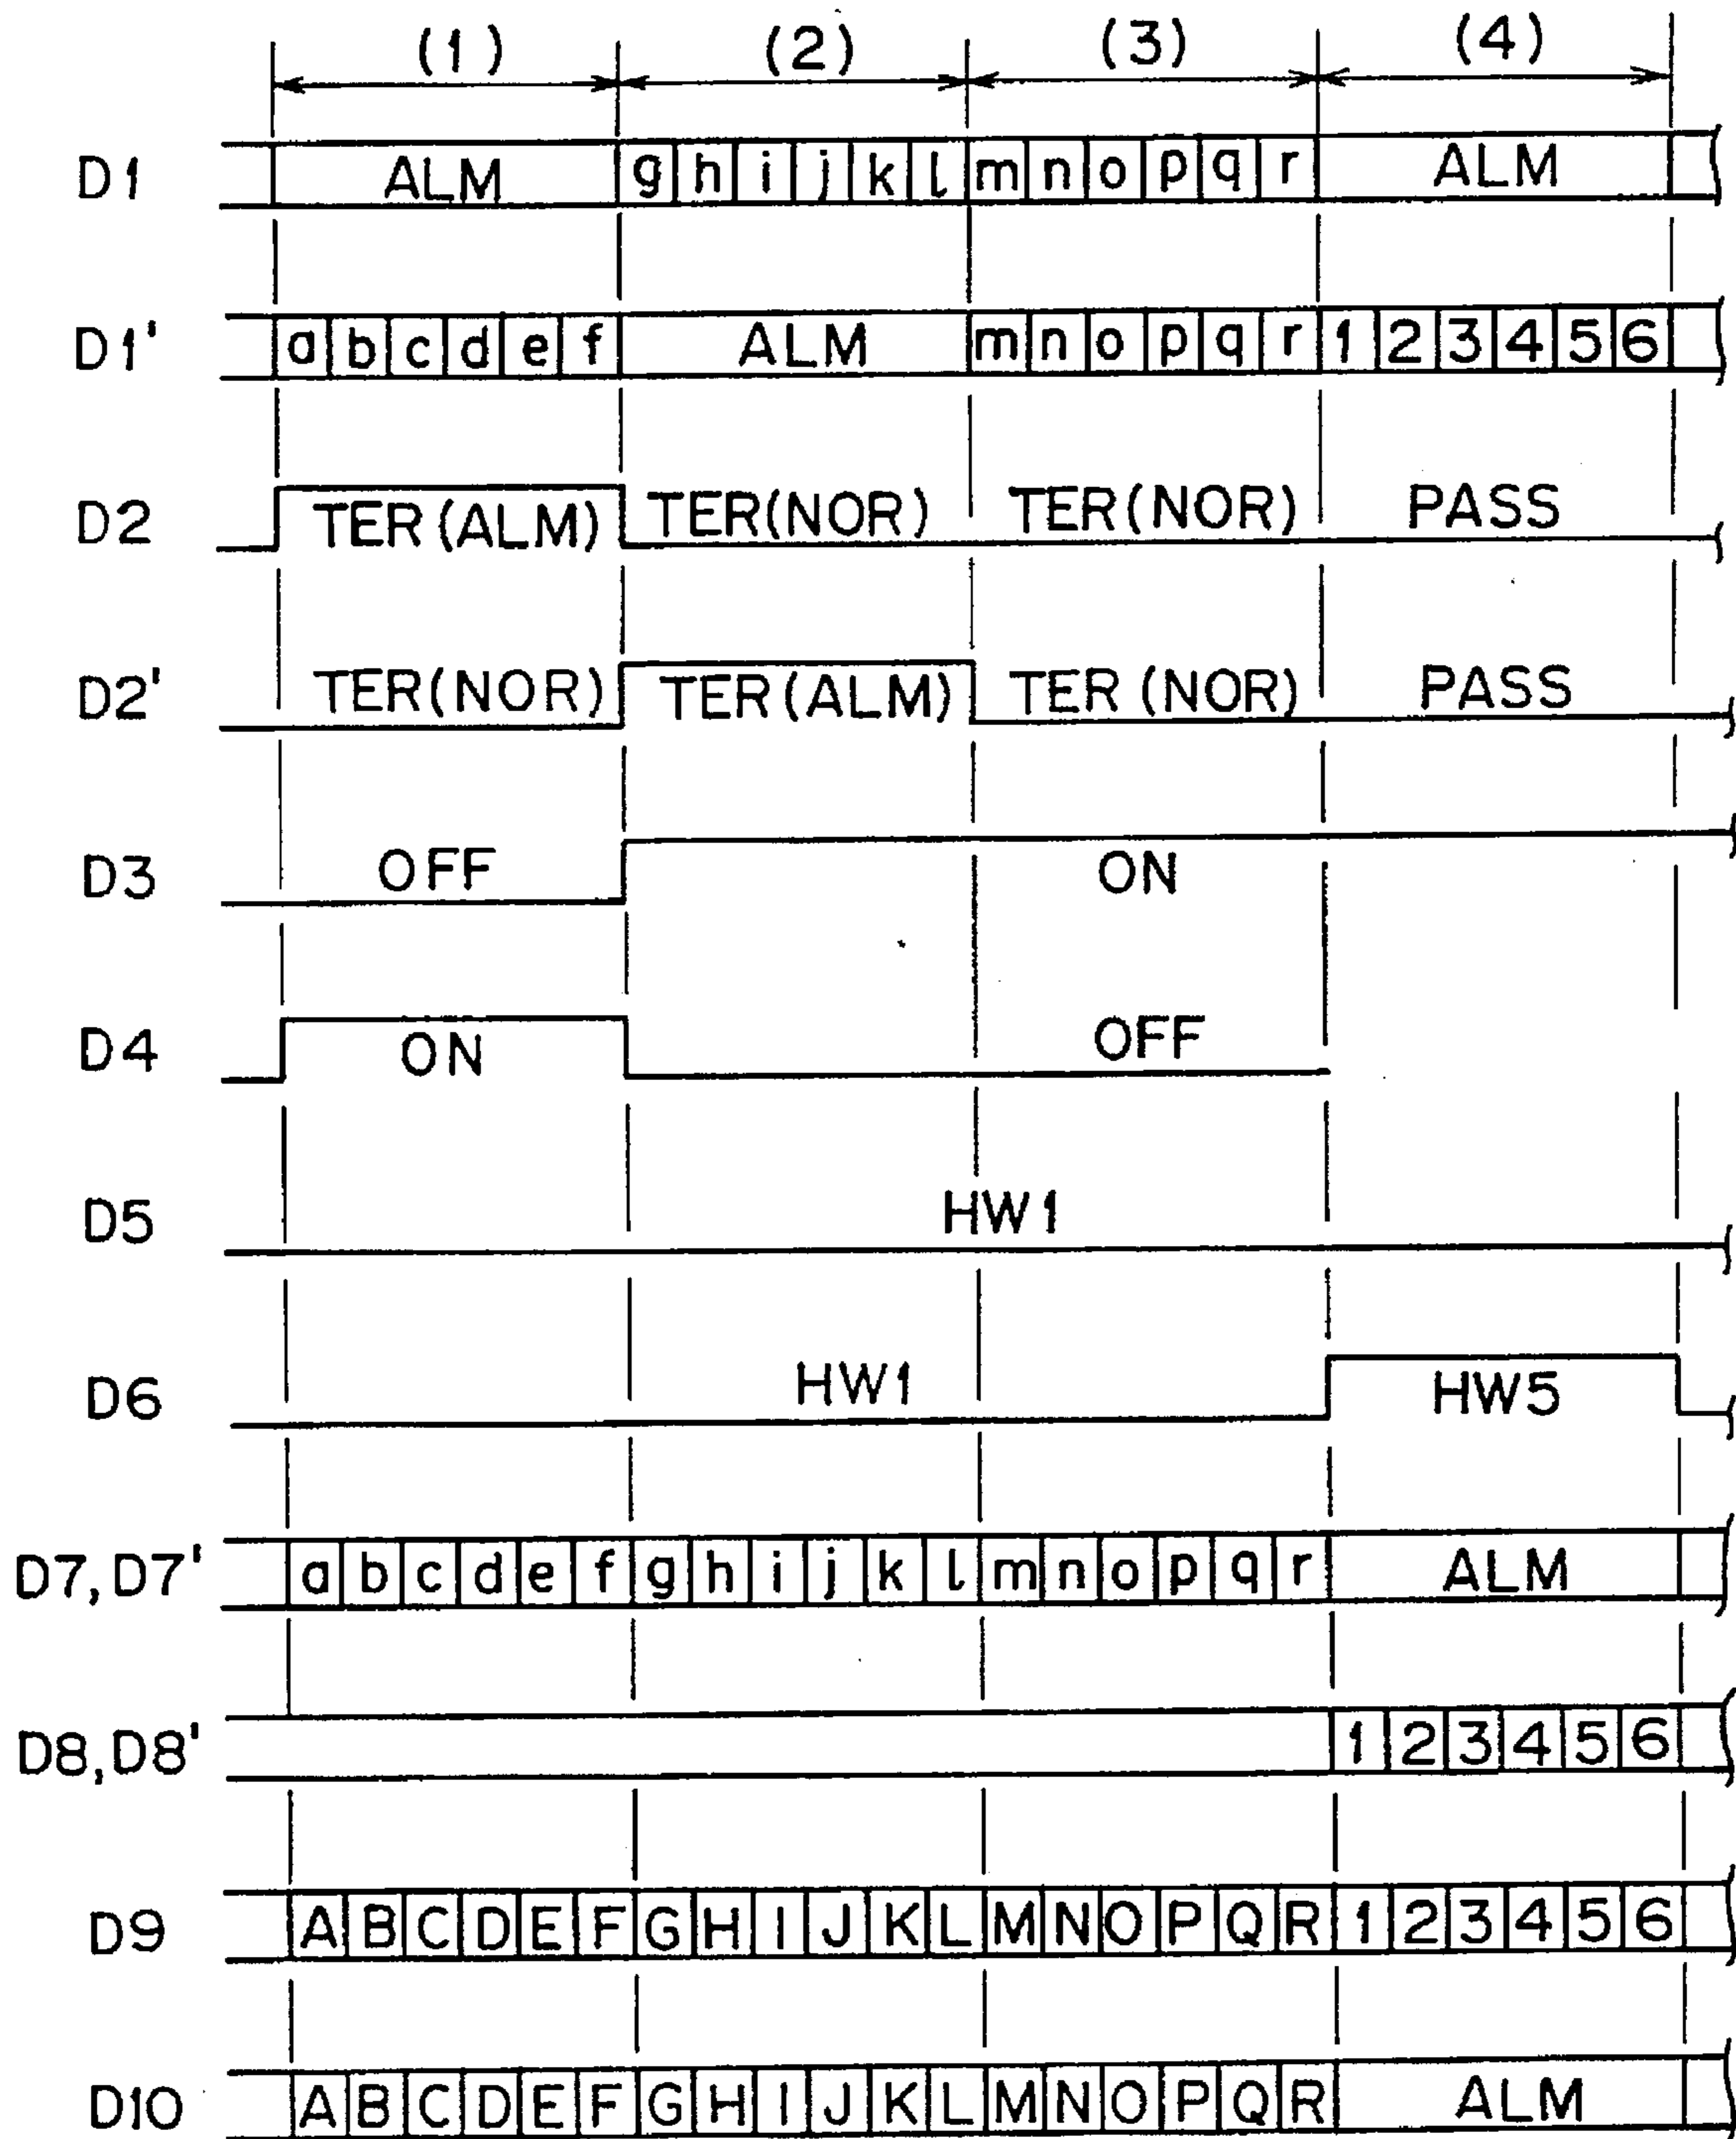 (1) (2) (3) (4)
D1 ALM g h i j k l m n o p q r ALM
D1' a b c d e f ALM m n o p q r 1 2 3 4 5 6
D2 TER(ALM) TER(NOR) TER(NOR) PASS
D2' TER(NOR) TER(ALM) TER(NOR) PASS
D3 OFF ON
D4 ON OFF
D5 HW1
D6 HW1 HW5
D7,D7' a b c d e f g h i j k l m n o p q r ALM
D8,D8' 1 2 3 4 5 6
D9 A B C D E F G H I J K L M N O P Q R 1 2 3 4 5 6
D10 A B C D E F G H I J K L M N O P Q R ALM